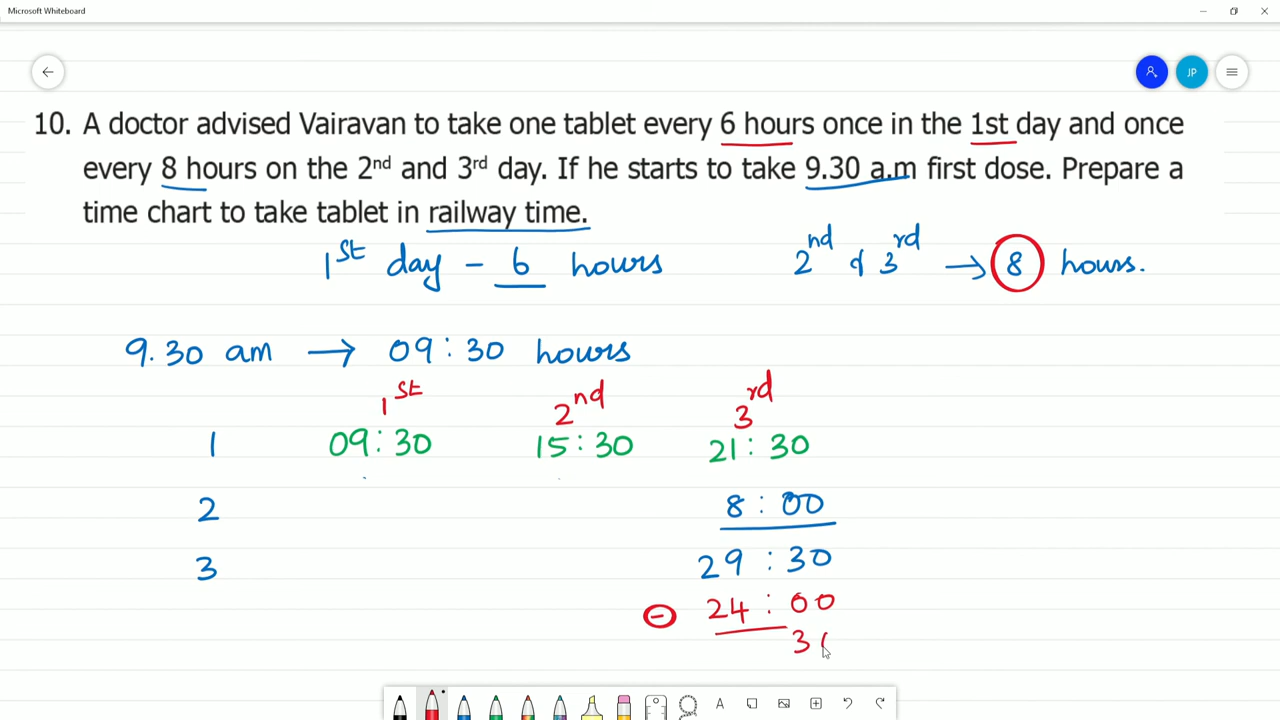 Microsoft Whiteboard
JP
10. A doctor advised Vairavan to take one tablet every 6 hours once in the 1st day and once
every 8 hours on the 2nd and 3rd day. If he starts to take 9.30 a.m first dose. Prepare a
time chart to take tablet in railway time.
1st day - 6 hours 2nd & 3rd → 8 hours.
9.30 am → 09:30 hours
1st 2nd 3rd
1 09:30 15:30 21:30
2 8:00
3 29:30
- 24:00
3
A